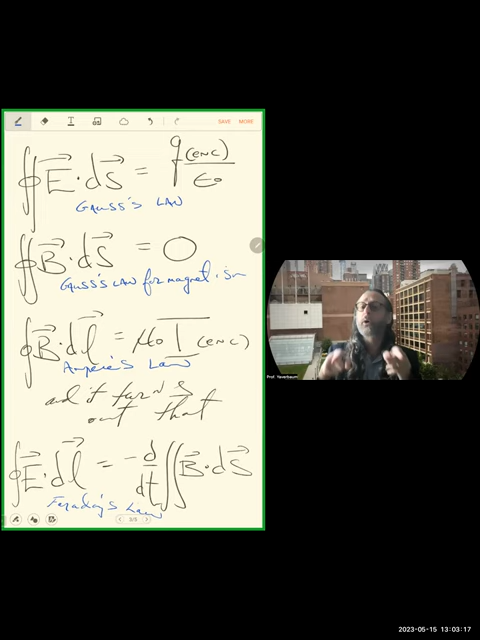 SAVE MORE
∯ E⃗ · dS⃗ = q(enc) / ε₀
GAUSS'S LAW
∯ B⃗ · dS⃗ = 0
GAUSS'S LAW for magnetism
∮ B⃗ · dl⃗ = μ₀ I (enc)
Ampere's Law
and it turns
out that
∮ E⃗ · dl⃗ = - d/dt ∬ B⃗ · dS⃗
Faraday's Law
3/5
Prof. Yaverbaum
2023-05-15 13:03:17